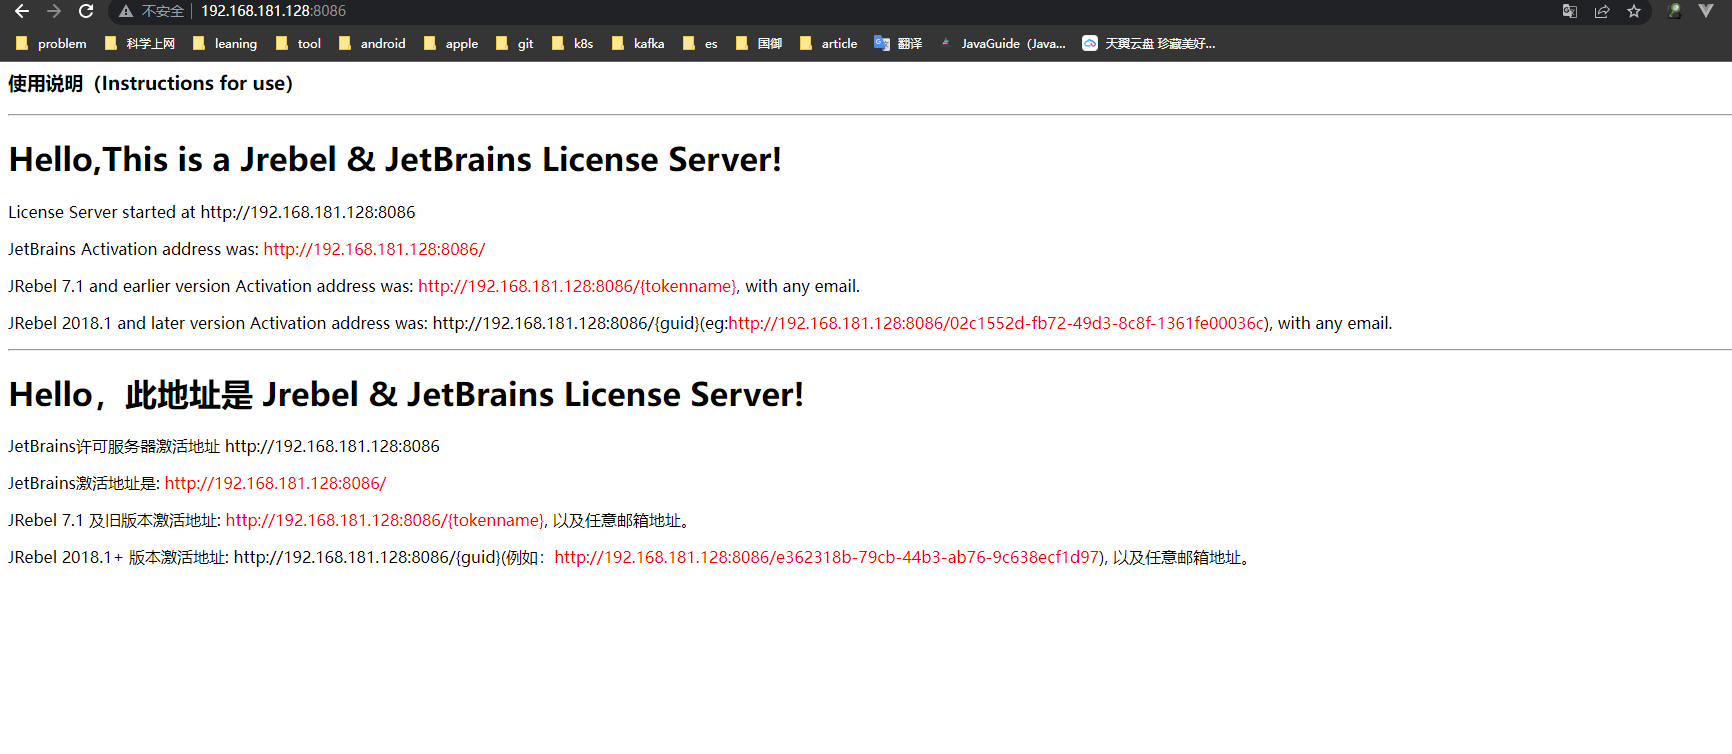 不安全 192.168.181.128:8086
problem 科学上网 leaning tool android apple git k8s kafka es 国御 article 翻译 JavaGuide（Java... 天翼云盘 珍藏美好...
使用说明（Instructions for use）
Hello,This is a Jrebel & JetBrains License Server!
License Server started at http://192.168.181.128:8086
JetBrains Activation address was: http://192.168.181.128:8086/
JRebel 7.1 and earlier version Activation address was: http://192.168.181.128:8086/{tokenname}, with any email.
JRebel 2018.1 and later version Activation address was: http://192.168.181.128:8086/{guid}(eg:http://192.168.181.128:8086/02c1552d-fb72-49d3-8c8f-1361fe00036c), with any email.
Hello，此地址是 Jrebel & JetBrains License Server!
JetBrains许可服务器激活地址 http://192.168.181.128:8086
JetBrains激活地址是: http://192.168.181.128:8086/
JRebel 7.1 及旧版本激活地址: http://192.168.181.128:8086/{tokenname}, 以及任意邮箱地址。
JRebel 2018.1+ 版本激活地址: http://192.168.181.128:8086/{guid}(例如：http://192.168.181.128:8086/e362318b-79cb-44b3-ab76-9c638ecf1d97), 以及任意邮箱地址。